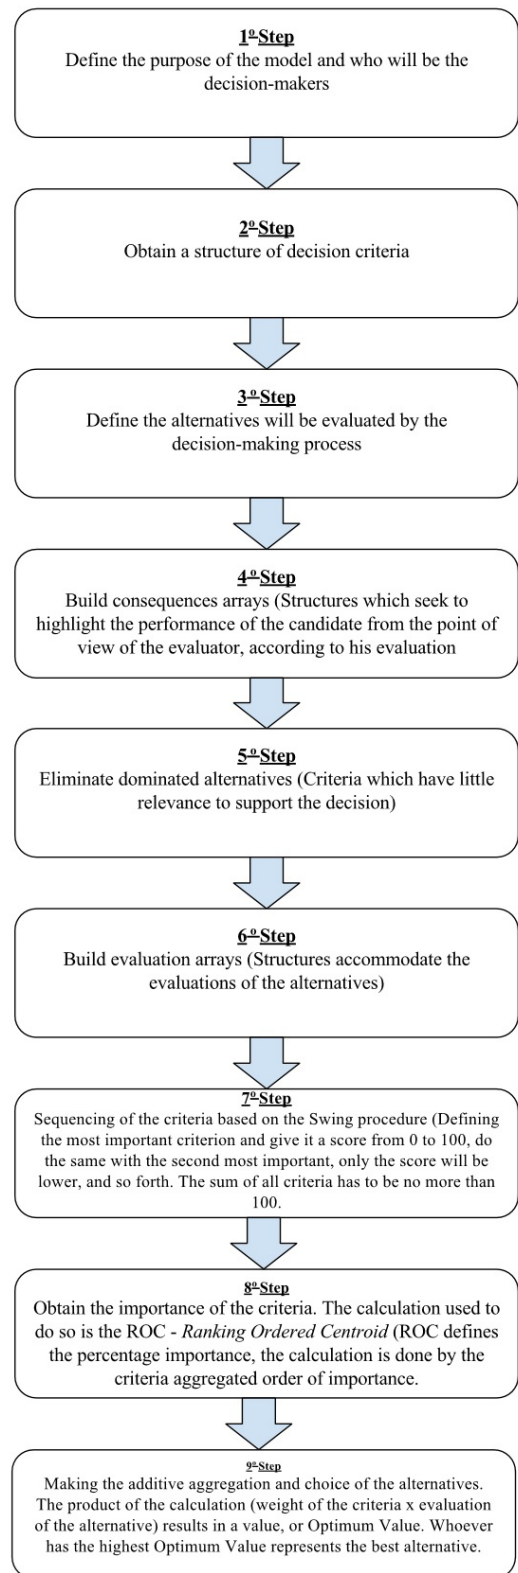 1º Step
Define the purpose of the model and who will be the
decision-makers
2º Step
Obtain a structure of decision criteria
3º Step
Define the alternatives will be evaluated by the
decision-making process
4º Step
Build consequences arrays (Structures which seek to
highlight the performance of the candidate from the point of
view of the evaluator, according to his evaluation
5º Step
Eliminate dominated alternatives (Criteria which have little
relevance to support the decision)
6º Step
Build evaluation arrays (Structures accommodate the
evaluations of the alternatives)
7º Step
Sequencing of the criteria based on the Swing procedure (Defining
the most important criterion and give it a score from 0 to 100, do
the same with the second most important, only the score will be
lower, and so forth. The sum of all criteria has to be no more than
100.
8º Step
Obtain the importance of the criteria. The calculation used to
do so is the ROC - Ranking Ordered Centroid (ROC defines
the percentage importance, the calculation is done by the
criteria aggregated order of importance.
9º Step
Making the additive aggregation and choice of the alternatives.
The product of the calculation (weight of the criteria x evaluation
of the alternative) results in a value, or Optimum Value. Whoever
has the highest Optimum Value represents the best alternative.